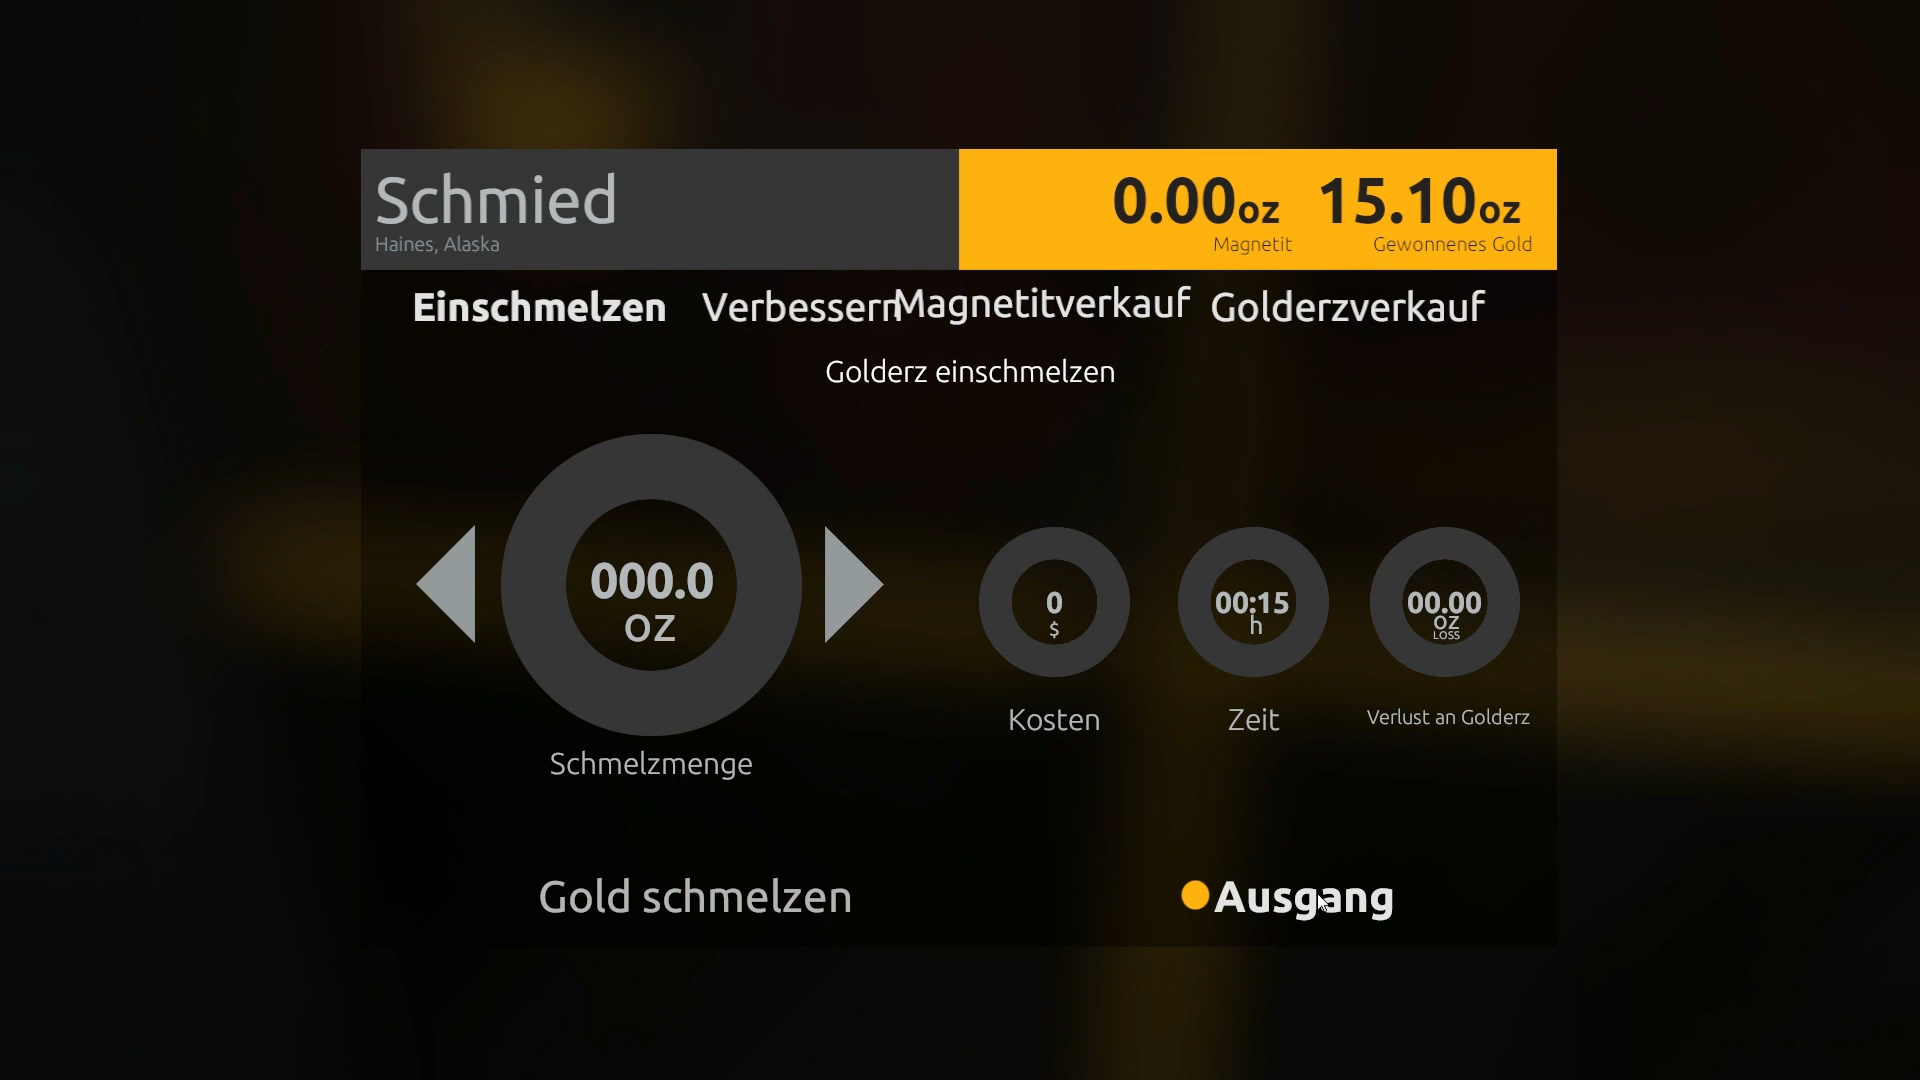 Schmied
Haines, Alaska
0.00oz 15.10oz
Magnetit Gewonnenes Gold
Einschmelzen Verbessern Magnetitverkauf Golderzverkauf
Golderz einschmelzen
000.0
oz
0
$
00:15
h
00.00
oz
LOSS
Kosten Zeit Verlust an Golderz
Schmelzmenge
Gold schmelzen Ausgang